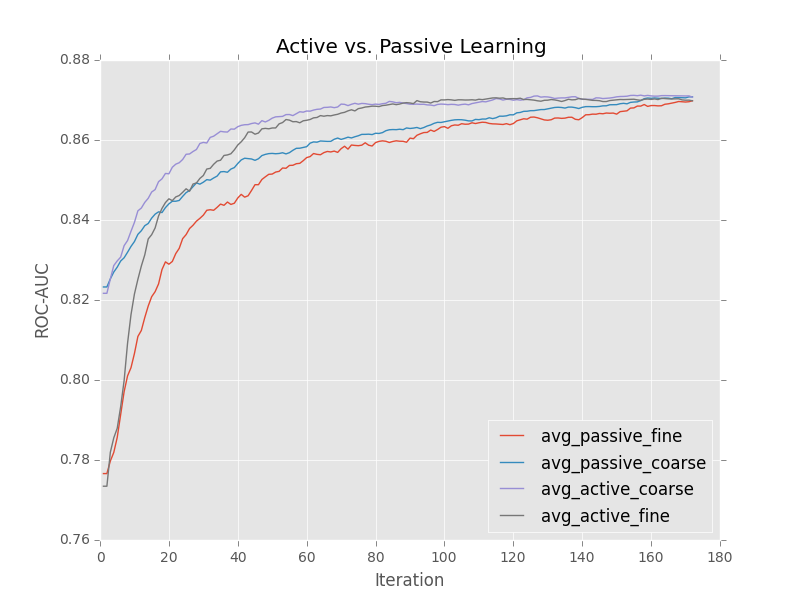 Active vs. Passive Learning
0.88
0.86
0.84
0.82
0.80
0.78
0.76
ROC-AUC
0 20 40 60 80 100 120 140 160 180
Iteration
avg_passive_fine
avg_passive_coarse
avg_active_coarse
avg_active_fine